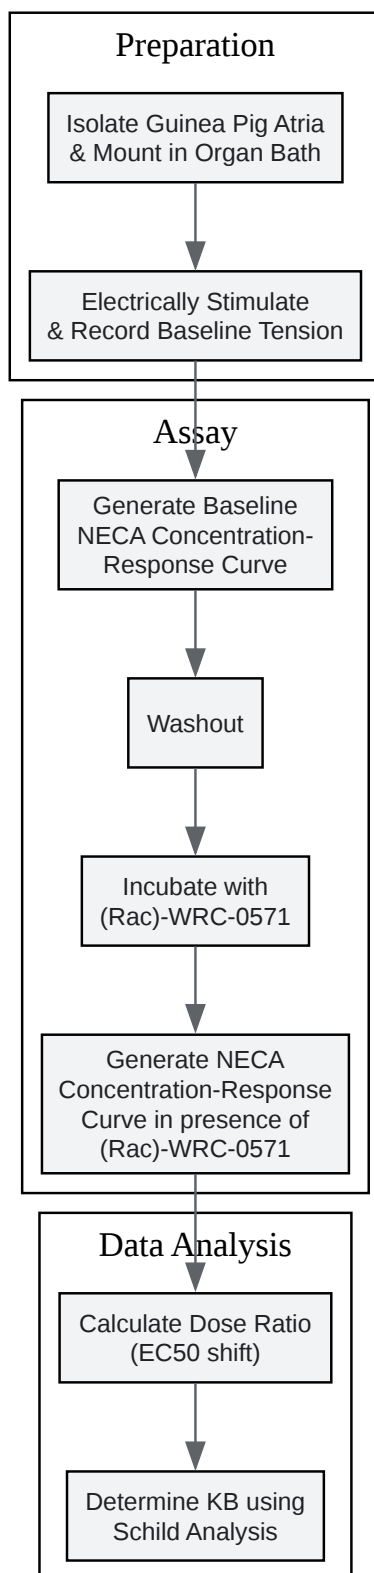 Preparation
Isolate Guinea Pig Atria
& Mount in Organ Bath
Electrically Stimulate
& Record Baseline Tension
Assay
Generate Baseline
NECA Concentration-
Response Curve
Washout
Incubate with
(Rac)-WRC-0571
Generate NECA
Concentration-Response
Curve in presence of
(Rac)-WRC-0571
Data Analysis
Calculate Dose Ratio
(EC50 shift)
Determine KB using
Schild Analysis